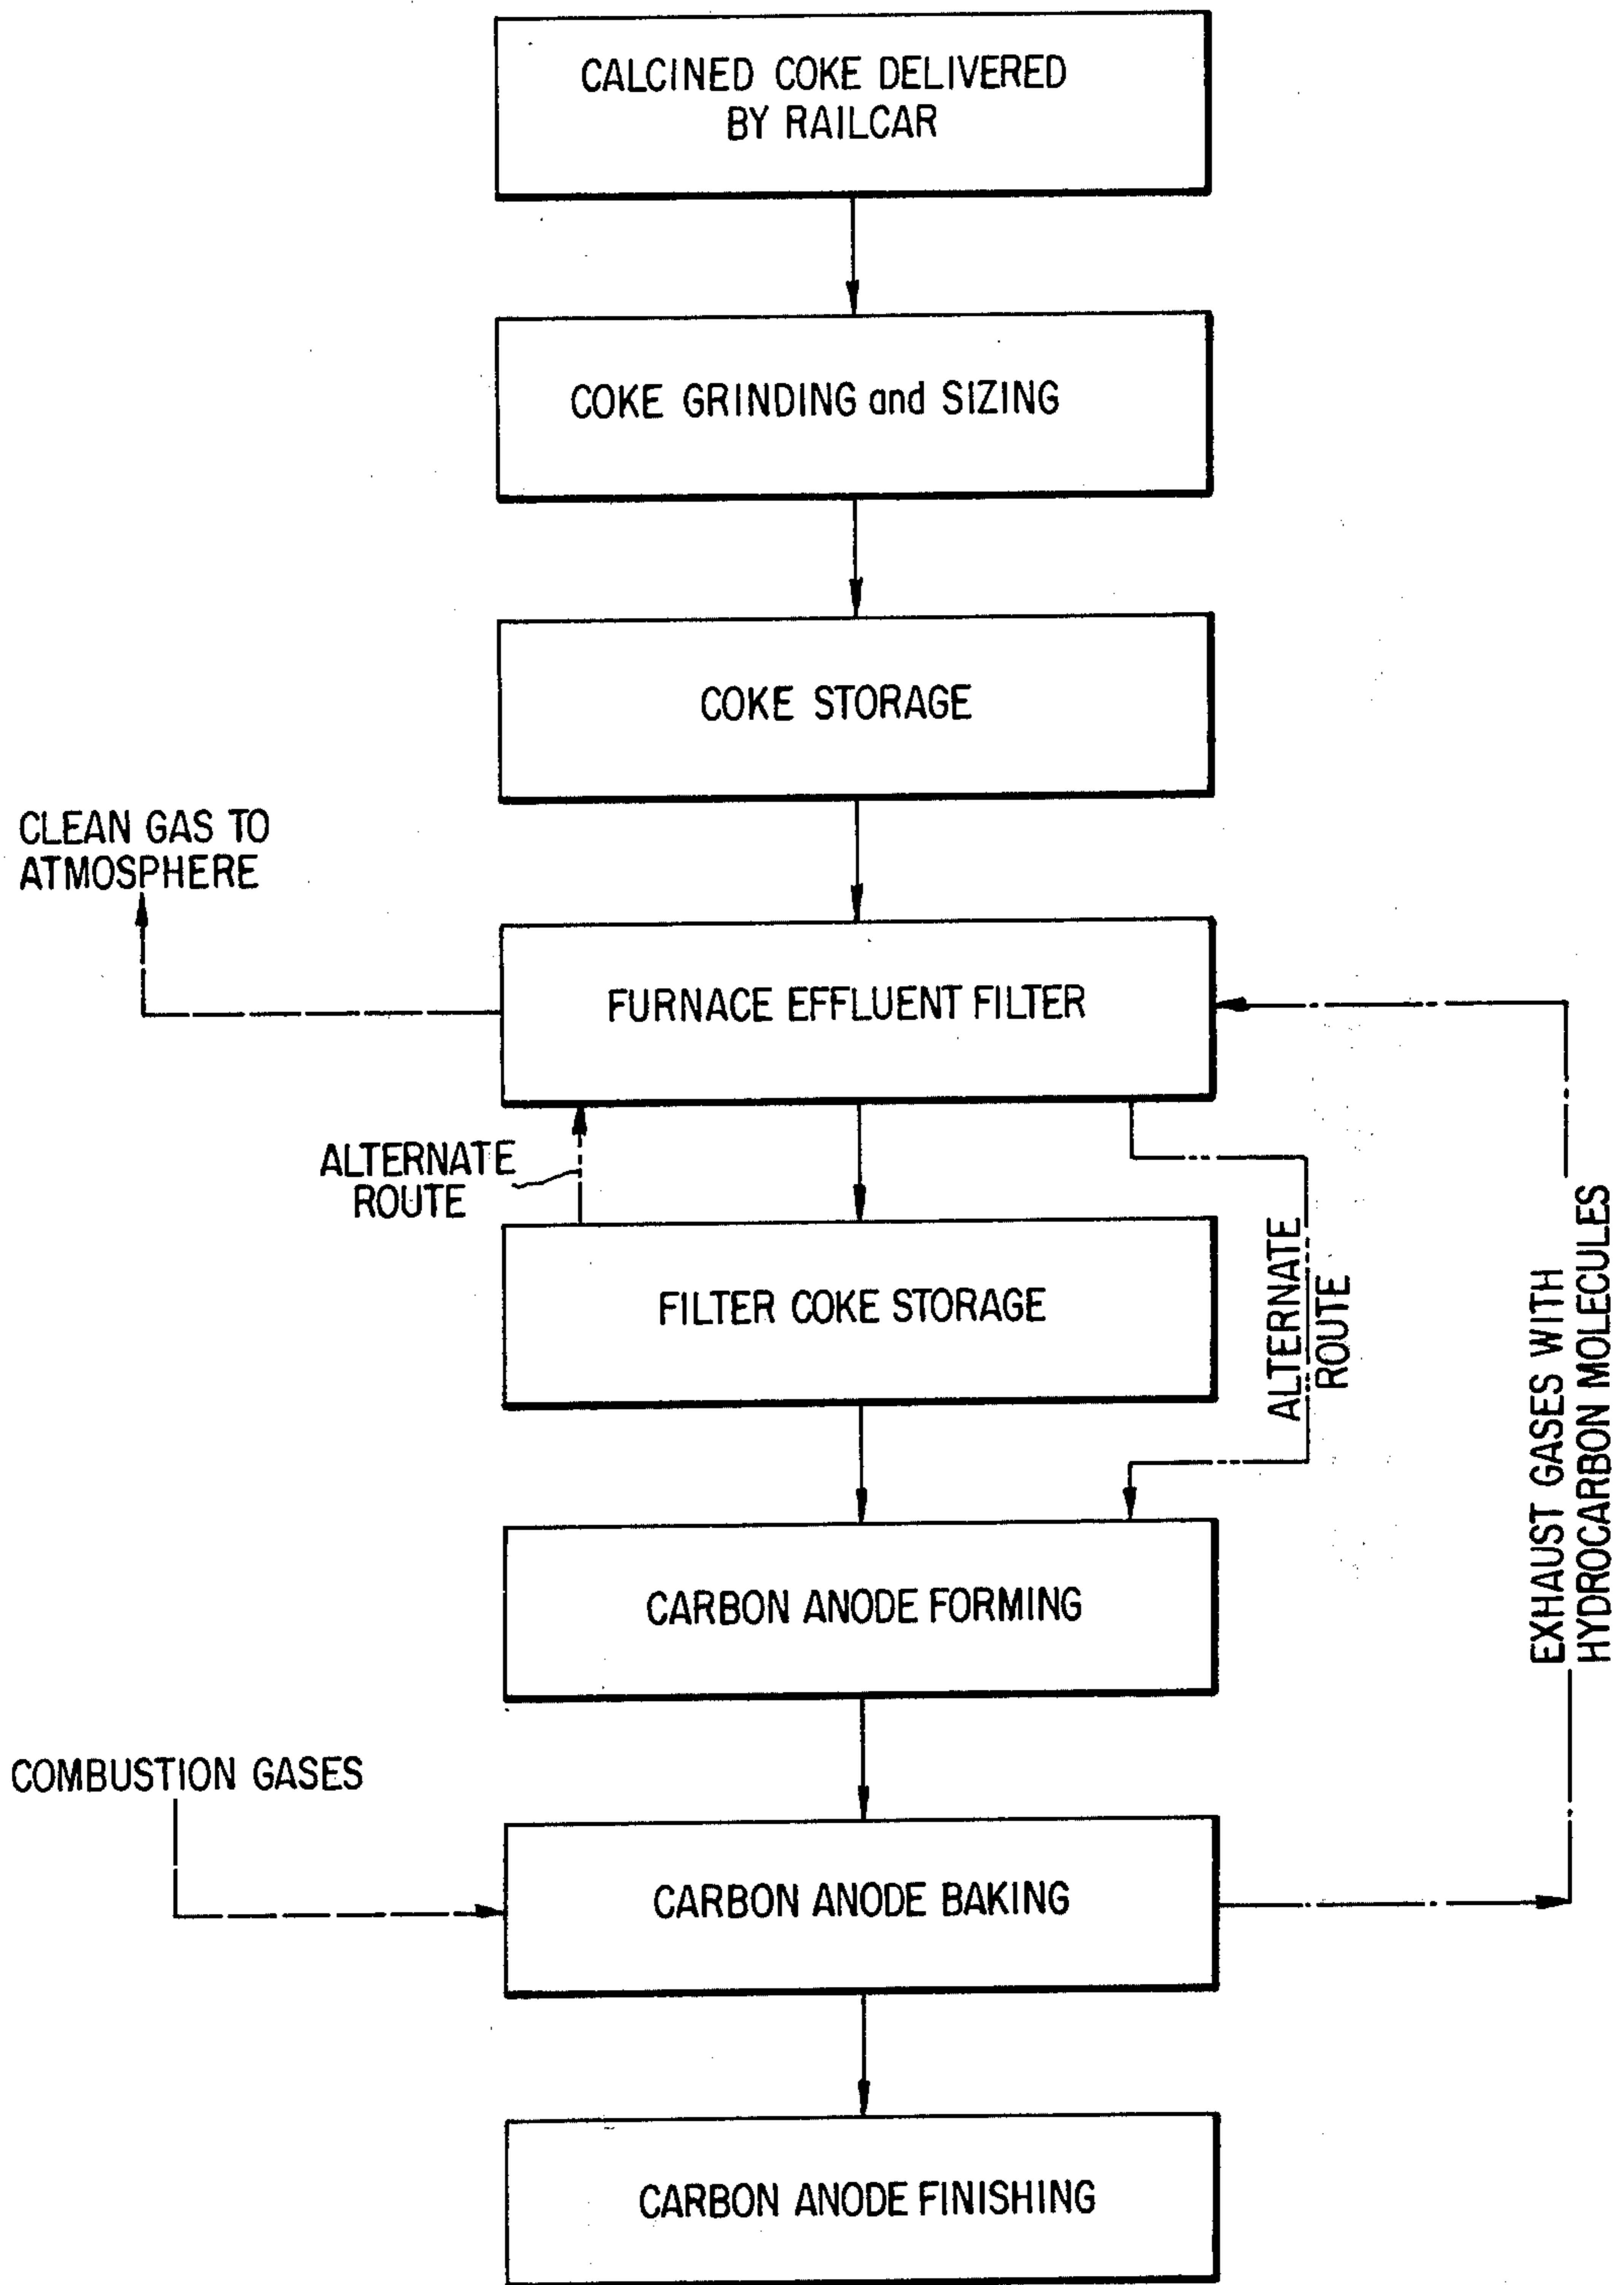 CALCINED COKE DELIVERED
BY RAILCAR
COKE GRINDING and SIZING
COKE STORAGE
CLEAN GAS TO
ATMOSPHERE
FURNACE EFFLUENT FILTER
ALTERNATE
ROUTE
FILTER COKE STORAGE
ALTERNATE
ROUTE
EXHAUST GASES WITH
HYDROCARBON MOLECULES
CARBON ANODE FORMING
COMBUSTION GASES
CARBON ANODE BAKING
CARBON ANODE FINISHING